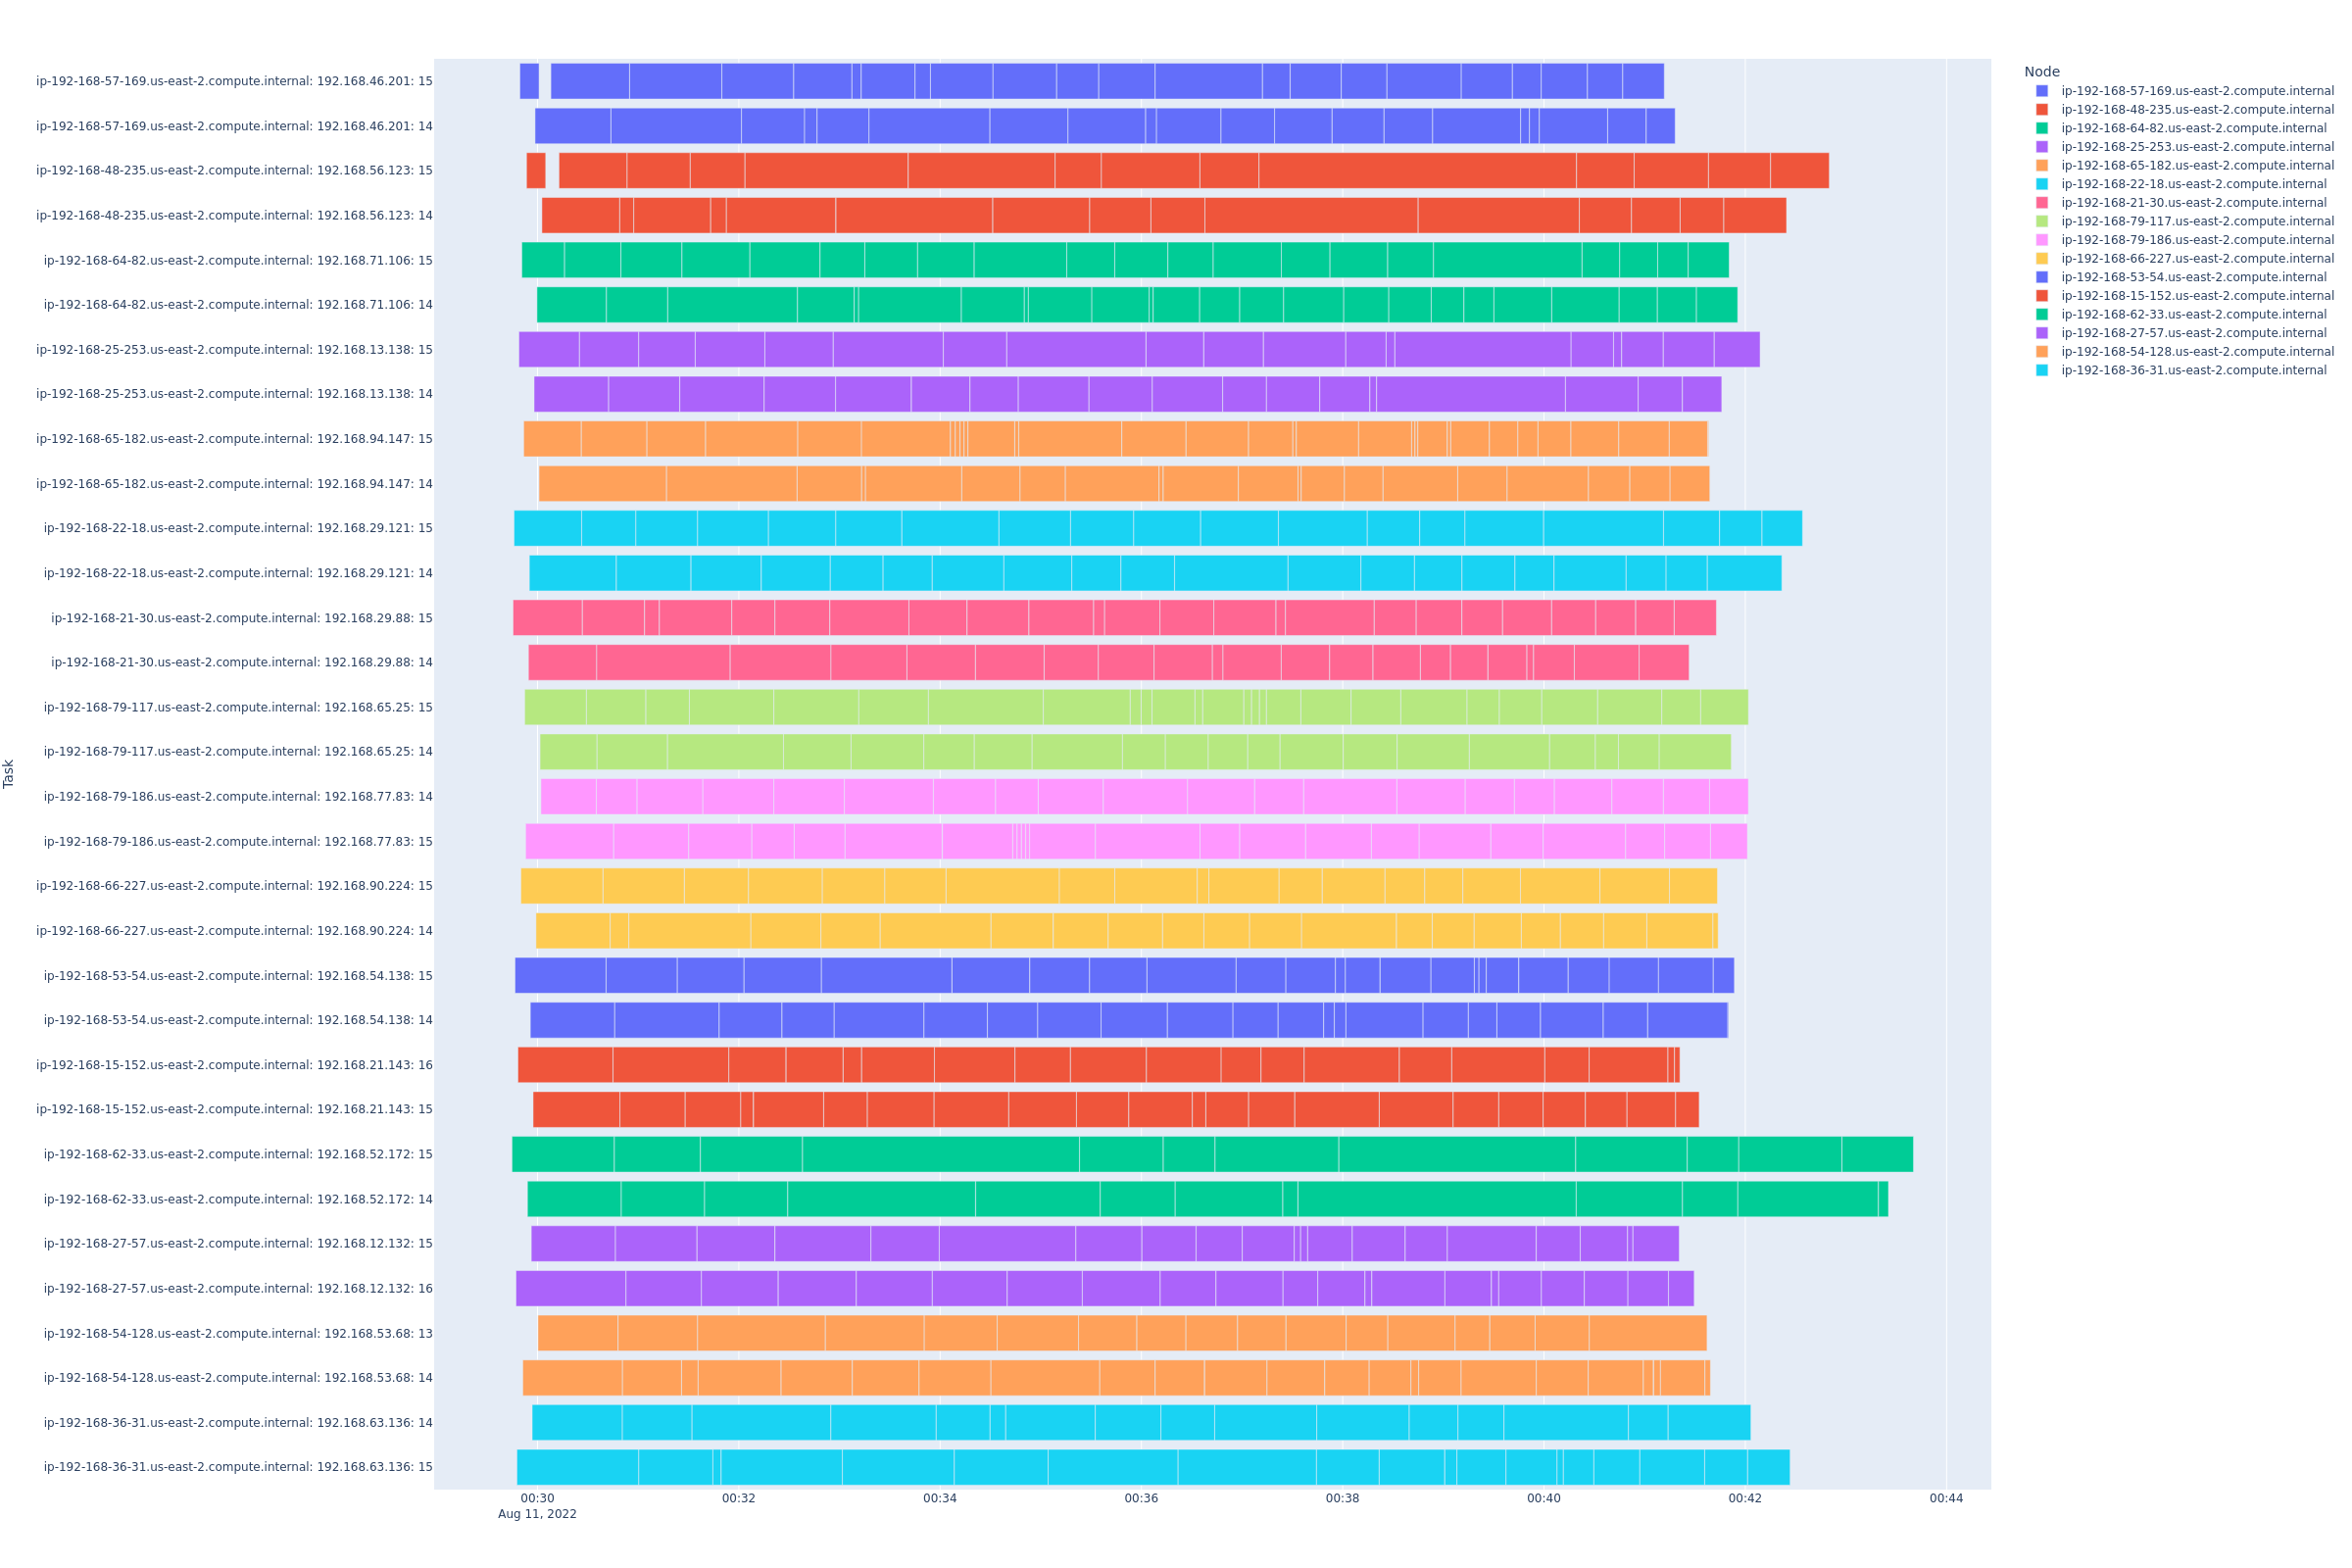 ip-192-168-57-169.us-east-2.compute.internal: 192.168.46.201: 15
ip-192-168-57-169.us-east-2.compute.internal: 192.168.46.201: 14
ip-192-168-48-235.us-east-2.compute.internal: 192.168.56.123: 15
ip-192-168-48-235.us-east-2.compute.internal: 192.168.56.123: 14
ip-192-168-64-82.us-east-2.compute.internal: 192.168.71.106: 15
ip-192-168-64-82.us-east-2.compute.internal: 192.168.71.106: 14
ip-192-168-25-253.us-east-2.compute.internal: 192.168.13.138: 15
ip-192-168-25-253.us-east-2.compute.internal: 192.168.13.138: 14
ip-192-168-65-182.us-east-2.compute.internal: 192.168.94.147: 15
ip-192-168-65-182.us-east-2.compute.internal: 192.168.94.147: 14
ip-192-168-22-18.us-east-2.compute.internal: 192.168.29.121: 15
ip-192-168-22-18.us-east-2.compute.internal: 192.168.29.121: 14
ip-192-168-21-30.us-east-2.compute.internal: 192.168.29.88: 15
ip-192-168-21-30.us-east-2.compute.internal: 192.168.29.88: 14
ip-192-168-79-117.us-east-2.compute.internal: 192.168.65.25: 15
ip-192-168-79-117.us-east-2.compute.internal: 192.168.65.25: 14
ip-192-168-79-186.us-east-2.compute.internal: 192.168.77.83: 14
ip-192-168-79-186.us-east-2.compute.internal: 192.168.77.83: 15
ip-192-168-66-227.us-east-2.compute.internal: 192.168.90.224: 15
ip-192-168-66-227.us-east-2.compute.internal: 192.168.90.224: 14
ip-192-168-53-54.us-east-2.compute.internal: 192.168.54.138: 15
ip-192-168-53-54.us-east-2.compute.internal: 192.168.54.138: 14
ip-192-168-15-152.us-east-2.compute.internal: 192.168.21.143: 16
ip-192-168-15-152.us-east-2.compute.internal: 192.168.21.143: 15
ip-192-168-62-33.us-east-2.compute.internal: 192.168.52.172: 15
ip-192-168-62-33.us-east-2.compute.internal: 192.168.52.172: 14
ip-192-168-27-57.us-east-2.compute.internal: 192.168.12.132: 15
ip-192-168-27-57.us-east-2.compute.internal: 192.168.12.132: 16
ip-192-168-54-128.us-east-2.compute.internal: 192.168.53.68: 13
ip-192-168-54-128.us-east-2.compute.internal: 192.168.53.68: 14
ip-192-168-36-31.us-east-2.compute.internal: 192.168.63.136: 14
ip-192-168-36-31.us-east-2.compute.internal: 192.168.63.136: 15
Task
00:30 00:32 00:34 00:36 00:38 00:40 00:42 00:44
Aug 11, 2022
Node
ip-192-168-57-169.us-east-2.compute.internal
ip-192-168-48-235.us-east-2.compute.internal
ip-192-168-64-82.us-east-2.compute.internal
ip-192-168-25-253.us-east-2.compute.internal
ip-192-168-65-182.us-east-2.compute.internal
ip-192-168-22-18.us-east-2.compute.internal
ip-192-168-21-30.us-east-2.compute.internal
ip-192-168-79-117.us-east-2.compute.internal
ip-192-168-79-186.us-east-2.compute.internal
ip-192-168-66-227.us-east-2.compute.internal
ip-192-168-53-54.us-east-2.compute.internal
ip-192-168-15-152.us-east-2.compute.internal
ip-192-168-62-33.us-east-2.compute.internal
ip-192-168-27-57.us-east-2.compute.internal
ip-192-168-54-128.us-east-2.compute.internal
ip-192-168-36-31.us-east-2.compute.internal